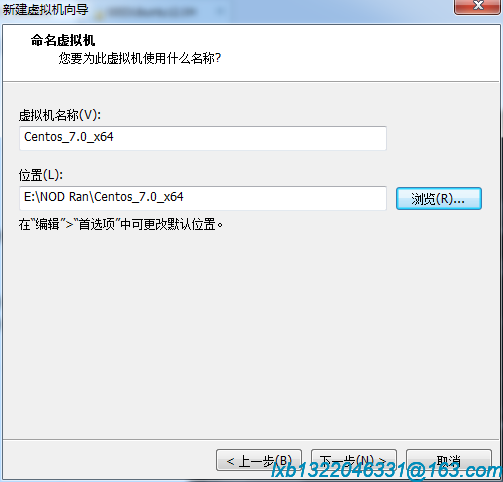 新建虚拟机向导
命名虚拟机
您要为此虚拟机使用什么名称?
虚拟机名称(V):
Centos_7.0_x64
位置(L):
E:\NOD Ran\Centos_7.0_x64
浏览(R)...
在“编辑”>“首选项”中可更改默认位置。
< 上一步(B)
下一步(N) >
取消
lxb1322046331@163.com